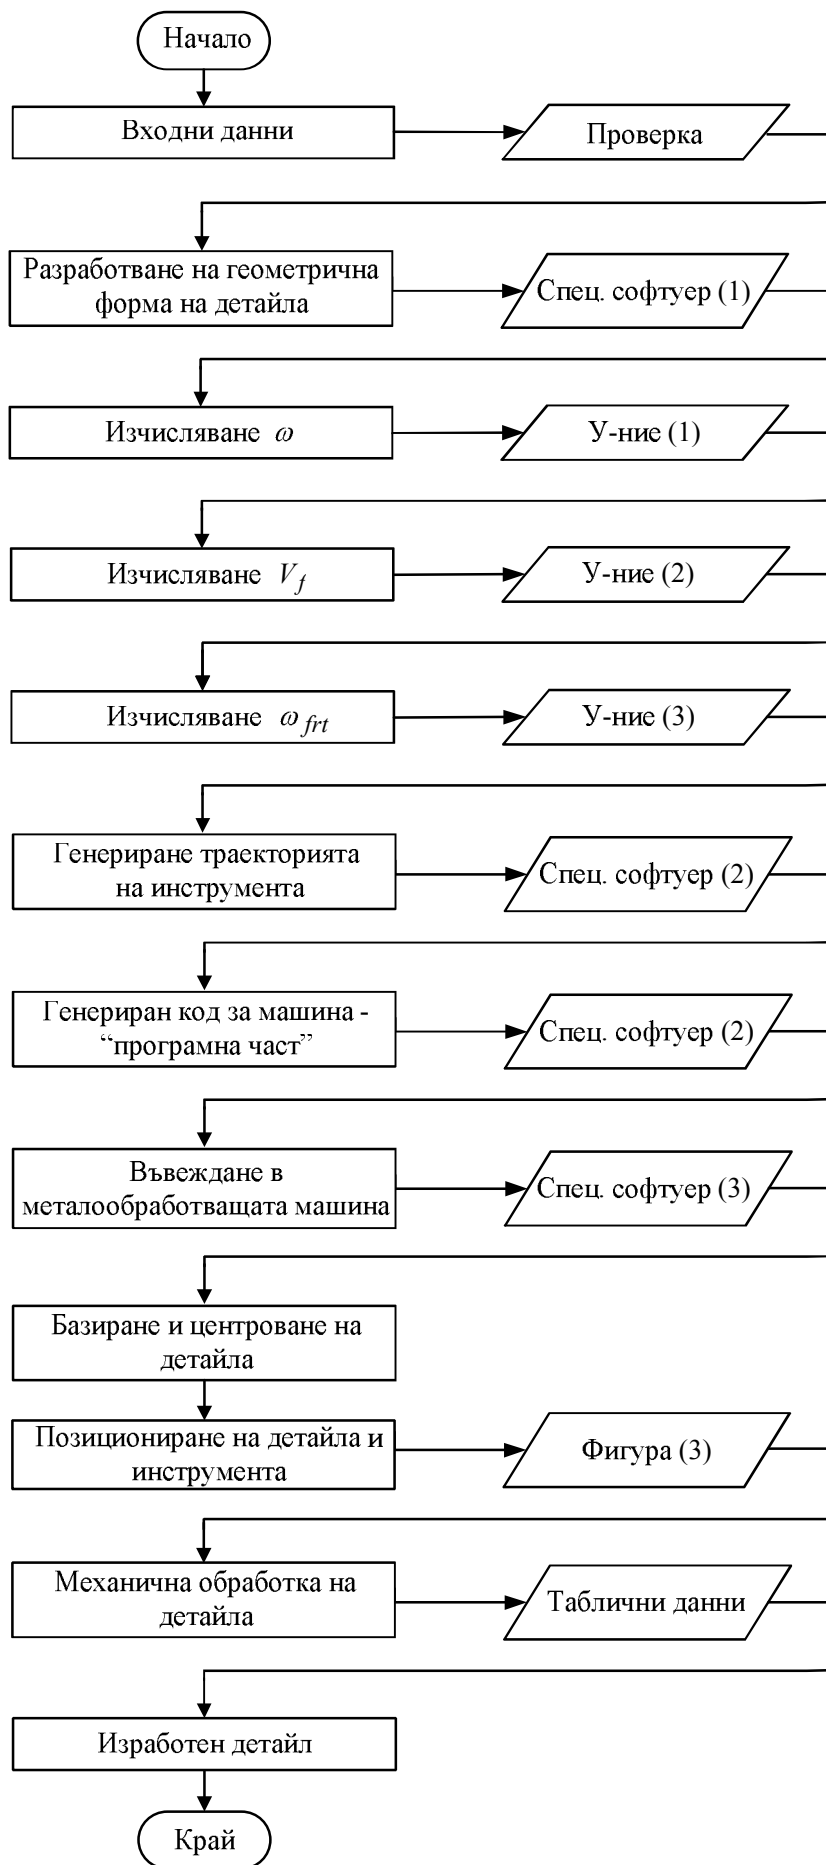 Начало
Входни данни
Проверка
Разработване на геометрична
форма на детайла
Спец. софтуер (1)
Изчисляване ω
У-ние (1)
Изчисляване V_f
У-ние (2)
Изчисляване ω_frt
У-ние (3)
Генериране траекторията
на инструмента
Спец. софтуер (2)
Генериран код за машина -
“програмна част”
Спец. софтуер (2)
Въвеждане в
металообработващата машина
Спец. софтуер (3)
Базиране и центроване на
детайла
Позициониране на детайла и
инструмента
Фигура (3)
Механична обработка на
детайла
Таблични данни
Изработен детайл
Край